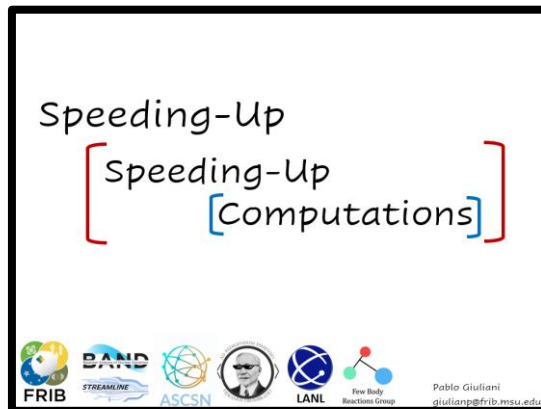 Speeding-Up
[Speeding-Up
[Computations]]
FRIB
BAND
STREAMLINE
ASCSN
LANL
Few Body
Reactions Group
Pablo Giuliani
giulianp@frib.msu.edu